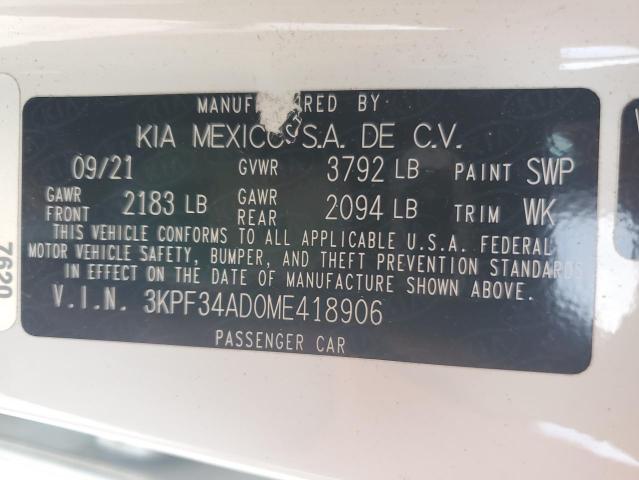 MANUF RED BY
KIA MEXICO S.A. DE C.V.
09/21 GVWR 3792 LB PAINT SWP
GAWR FRONT 2183 LB GAWR REAR 2094 LB TRIM WK
THIS VEHICLE CONFORMS TO ALL APPLICABLE U.S.A. FEDERAL
MOTOR VEHICLE SAFETY, BUMPER, AND THEFT PREVENTION STANDARDS
IN EFFECT ON THE DATE OF MANUFACTURE SHOWN ABOVE.
V.I.N. 3KPF34AD0ME418906
PASSENGER CAR
7620